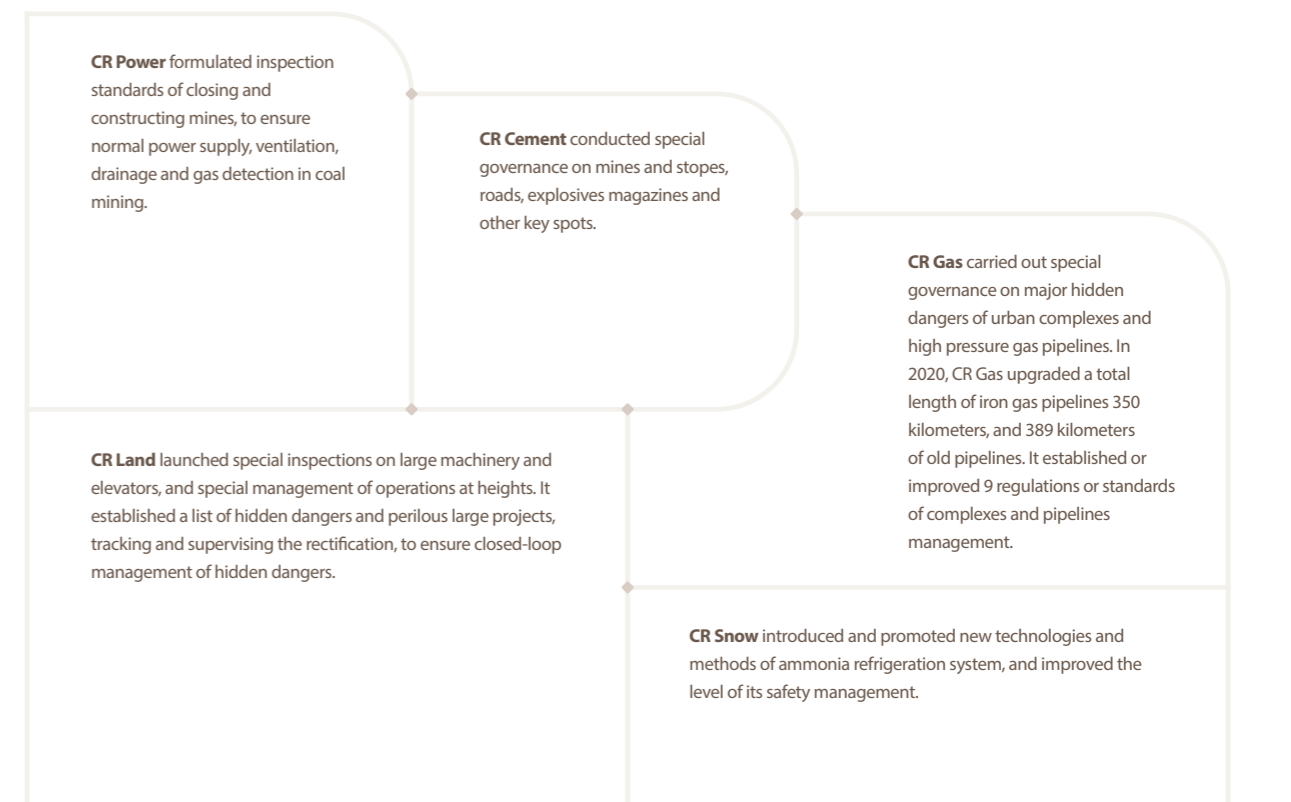 CR Power formulated inspection
standards of closing and
constructing mines, to ensure
normal power supply, ventilation,
drainage and gas detection in coal
mining.
CR Cement conducted special
governance on mines and stopes,
roads, explosives magazines and
other key spots.
CR Gas carried out special
governance on major hidden
dangers of urban complexes and
high pressure gas pipelines. In
2020, CR Gas upgraded a total
length of iron gas pipelines 350
kilometers, and 389 kilometers
of old pipelines. It established or
improved 9 regulations or standards
of complexes and pipelines
management.
CR Land launched special inspections on large machinery and
elevators, and special management of operations at heights. It
established a list of hidden dangers and perilous large projects,
tracking and supervising the rectification, to ensure closed-loop
management of hidden dangers.
CR Snow introduced and promoted new technologies and
methods of ammonia refrigeration system, and improved the
level of its safety management.